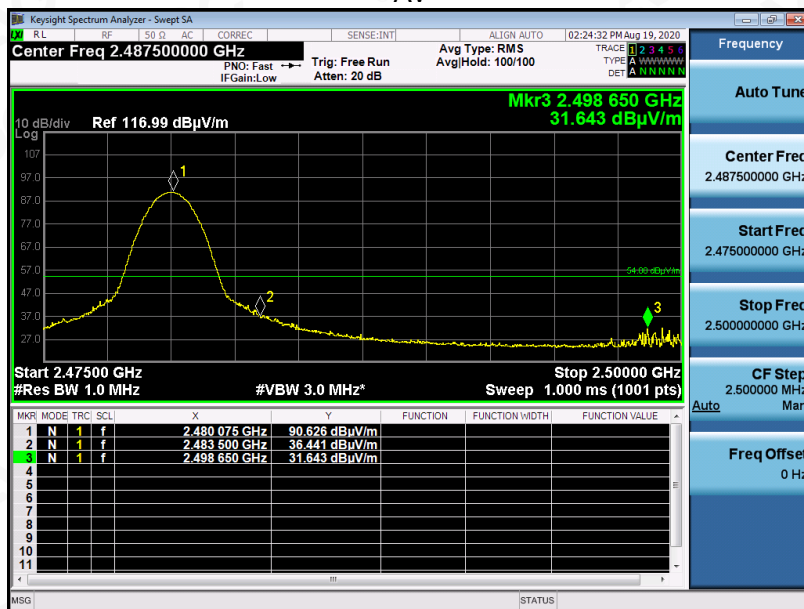 Keysight Spectrum Analyzer - Swept SA
RL RF 50 Ω AC CORREC SENSE:INT ALIGN AUTO 02:24:32 PM Aug 19, 2020
Center Freq 2.487500000 GHz
PNO: Fast
IFGain:Low
Trig: Free Run
Atten: 20 dB
Avg Type: RMS
Avg|Hold: 100/100
TRACE 1 2 3 4 5 6
TYPE A WWWWW
DET A N N N N N
Mkr3 2.498 650 GHz
31.643 dBµV/m
10 dB/div Ref 116.99 dBµV/m
Log
107
97.0
87.0
77.0
67.0
57.0
47.0
37.0
27.0
1
2
3
54.00 dBµV/m
Start 2.47500 GHz Stop 2.50000 GHz
#Res BW 1.0 MHz #VBW 3.0 MHz* Sweep 1.000 ms (1001 pts)
MKR MODE TRC SCL X Y FUNCTION FUNCTION WIDTH FUNCTION VALUE
1 N 1 f 2.480 075 GHz 90.626 dBµV/m
2 N 1 f 2.483 500 GHz 36.441 dBµV/m
3 N 1 f 2.498 650 GHz 31.643 dBµV/m
4
5
6
7
8
9
10
11
MSG STATUS
Frequency
Auto Tune
Center Freq
2.487500000 GHz
Start Freq
2.475000000 GHz
Stop Freq
2.500000000 GHz
CF Step
2.500000 MHz
Auto Man
Freq Offset
0 Hz